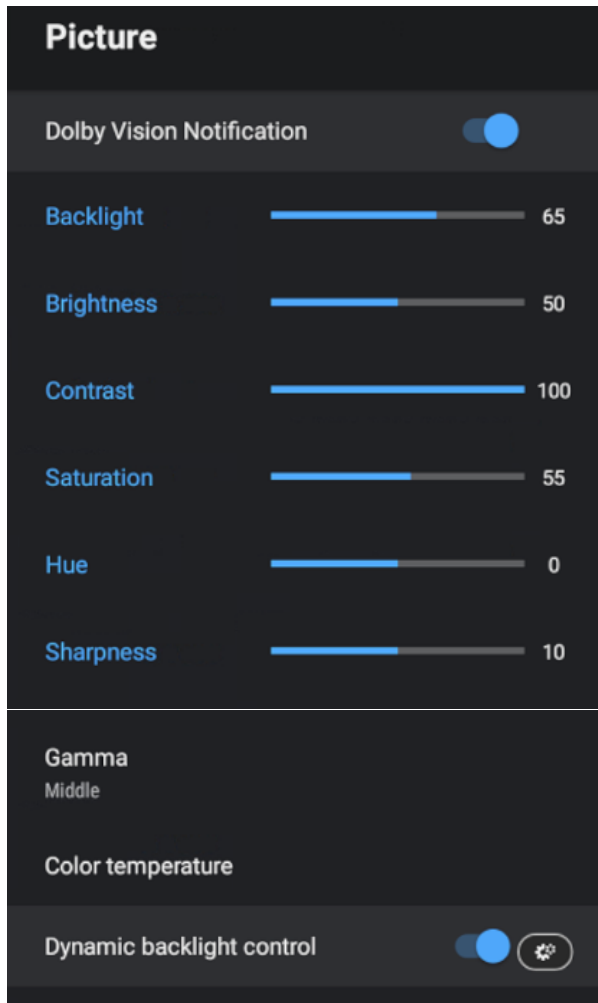 Picture
Dolby Vision Notification
Backlight 65
Brightness 50
Contrast 100
Saturation 55
Hue 0
Sharpness 10
Gamma
Middle
Color temperature
Dynamic backlight control